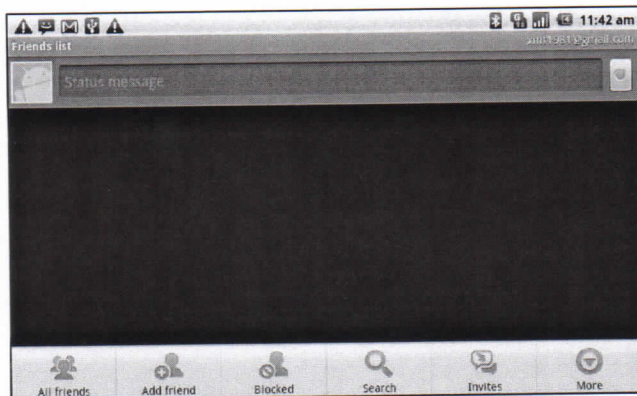 11:42 am
Friends list
Status message
All friends
Add friend
Blocked
Search
Invites
More